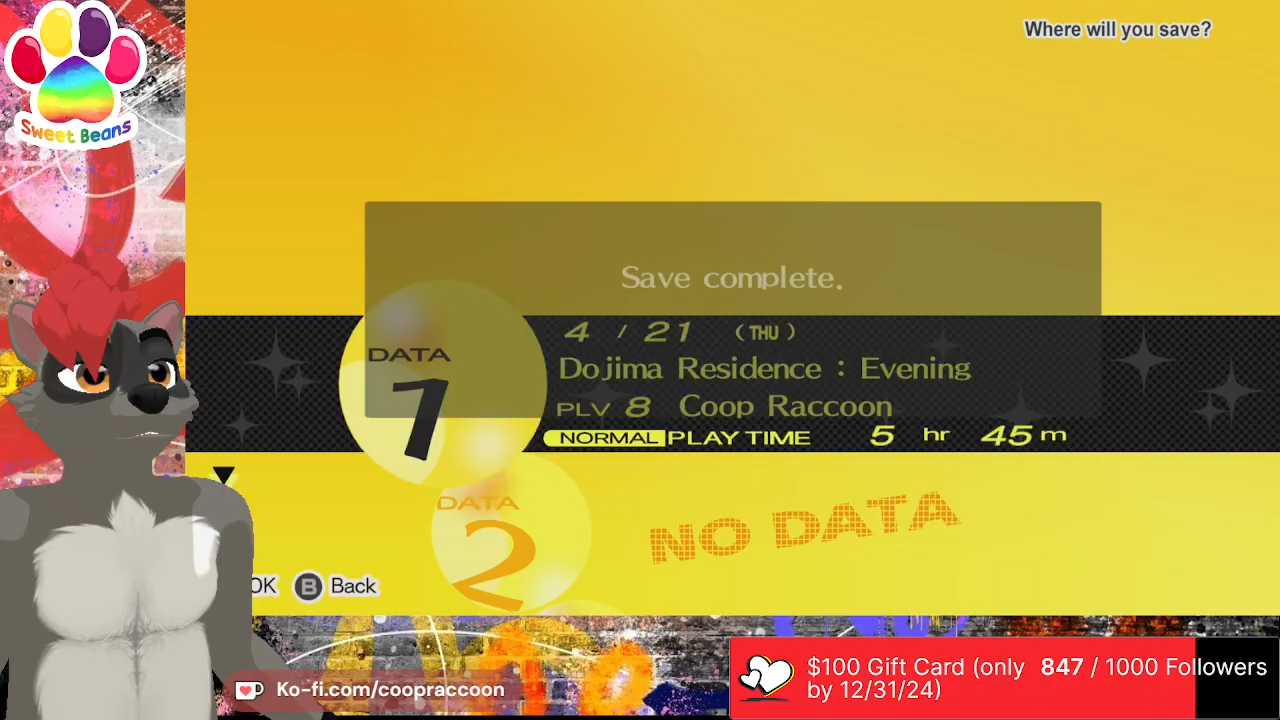 Where will you save?
Sweet Beans
Save complete.
DATA
1
4 / 21 (THU)
Dojima Residence : Evening
PLV 8 Coop Raccoon
NORMAL PLAY TIME 5 hr 45 m
DATA
2
NO DATA
OK B Back
Ko-fi.com/coopraccoon
$100 Gift Card (only 847 / 1000 Followers
by 12/31/24)